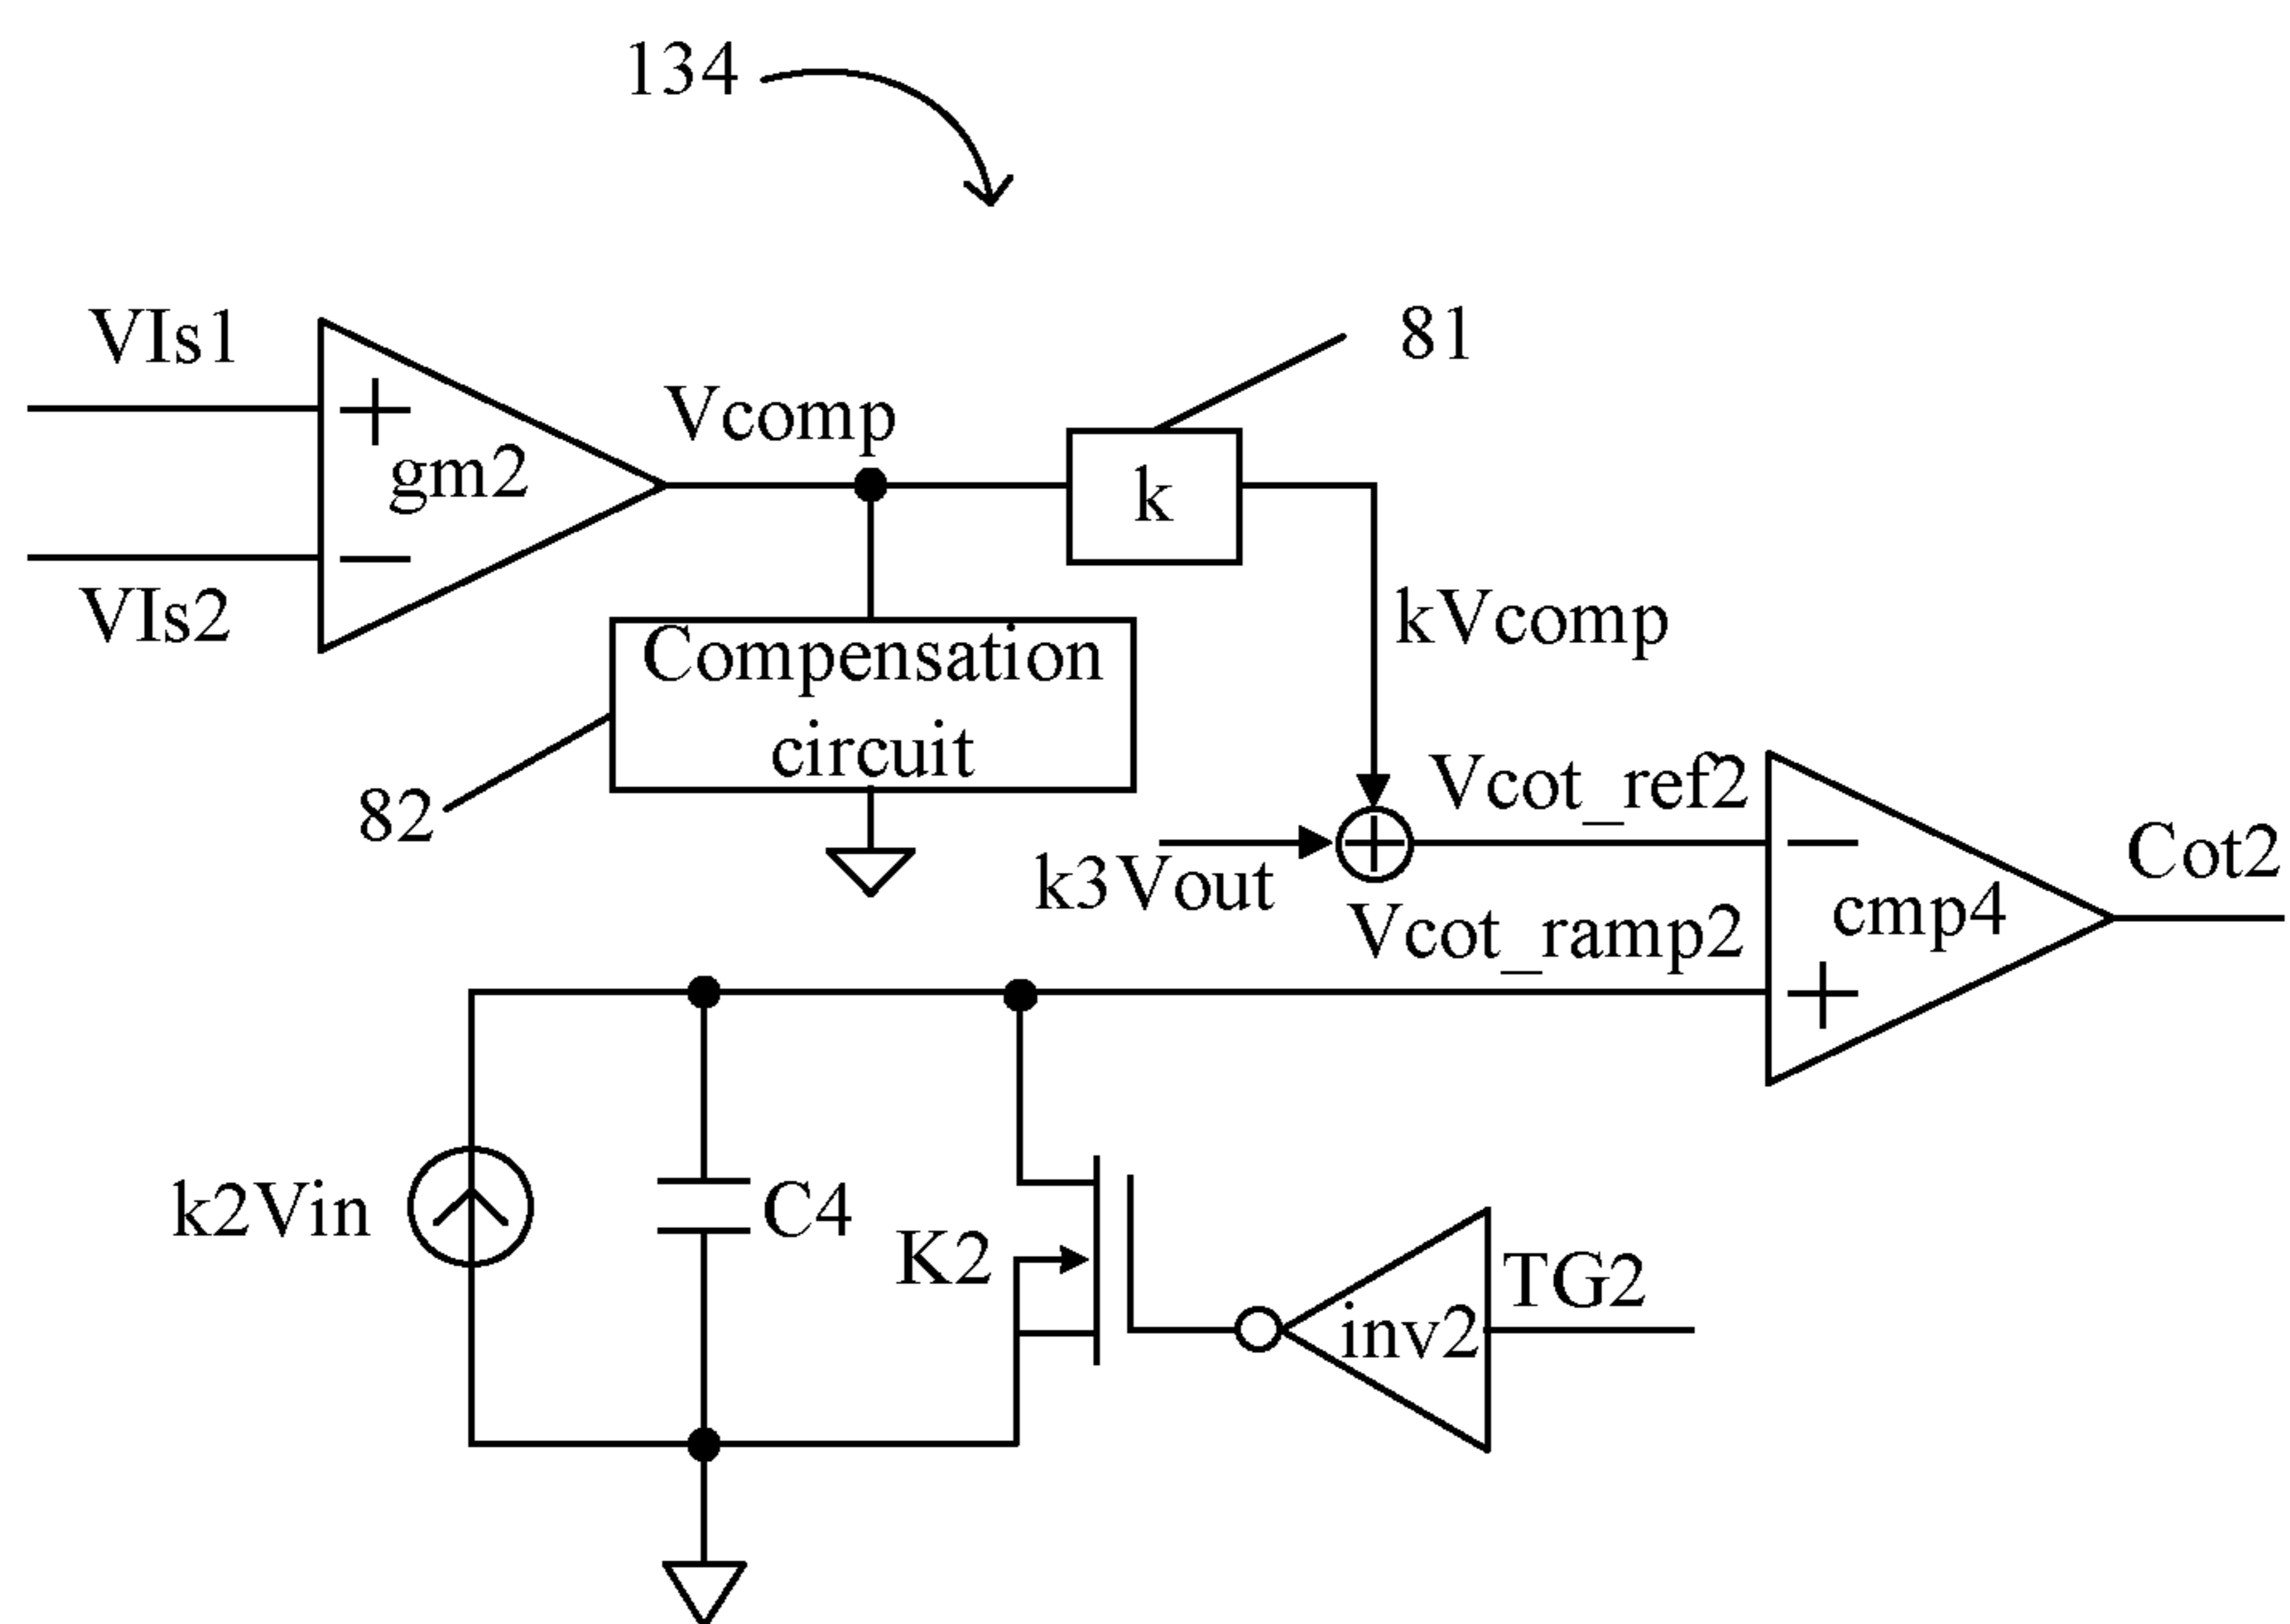 134
VIs1
81
Vcomp
+
gm2
k
−
VIs2
kVcomp
Compensation
circuit
82
Vcot_ref2
−
Cot2
k3Vout
+
cmp4
Vcot_ramp2
+
k2Vin
C4
K2
TG2
inv2